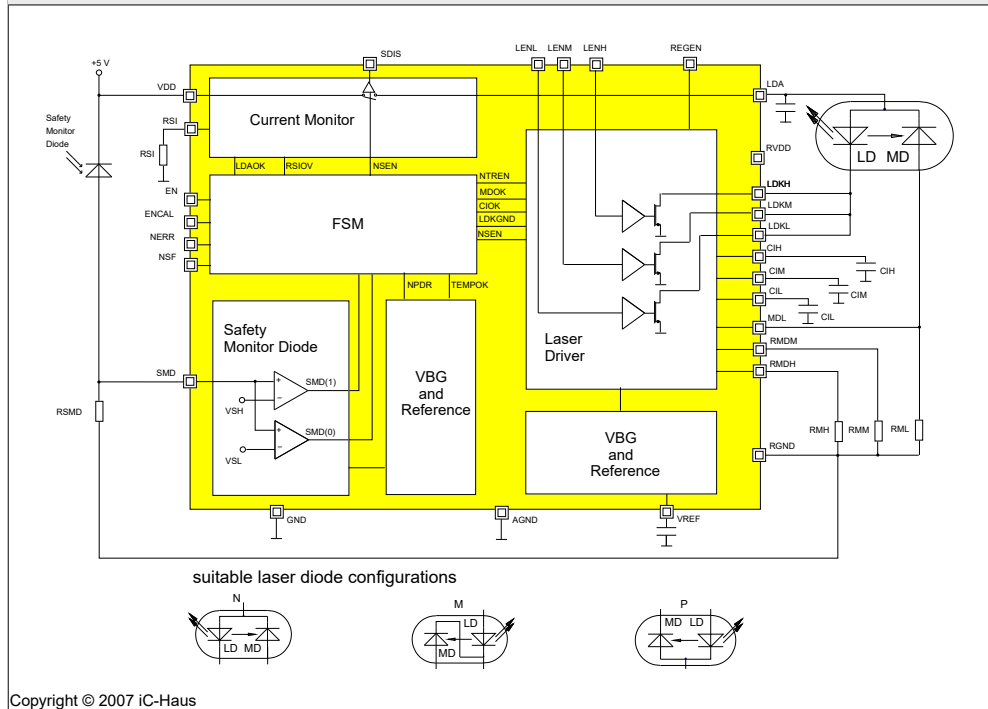 SDIS
LENL
LENM
LENH
REGEN
+5 V
VDD
LDA
Safety
Monitor
Diode
RSI
RSI
Current Monitor
LD MD
RVDD
LDAOK
RSIOV
NSEN
EN
ENCAL
NERR
NSF
FSM
NTREN
MDOK
CIOK
LDKGND
NSEN
LDKH
LDKM
LDKL
CIH
CIH
CIM
CIM
CIL
CIL
NPDR
TEMPOK
MDL
Laser
Driver
RMDM
RMDH
Safety
Monitor Diode
SMD
SMD(1)
VSH
SMD(0)
VSL
VBG
and
Reference
RSMD
RMH
RMM
RML
VBG
and
Reference
RGND
GND
AGND
VREF
suitable laser diode configurations
N
LD MD
M
LD
MD
P
MD LD
Copyright © 2007 iC-Haus